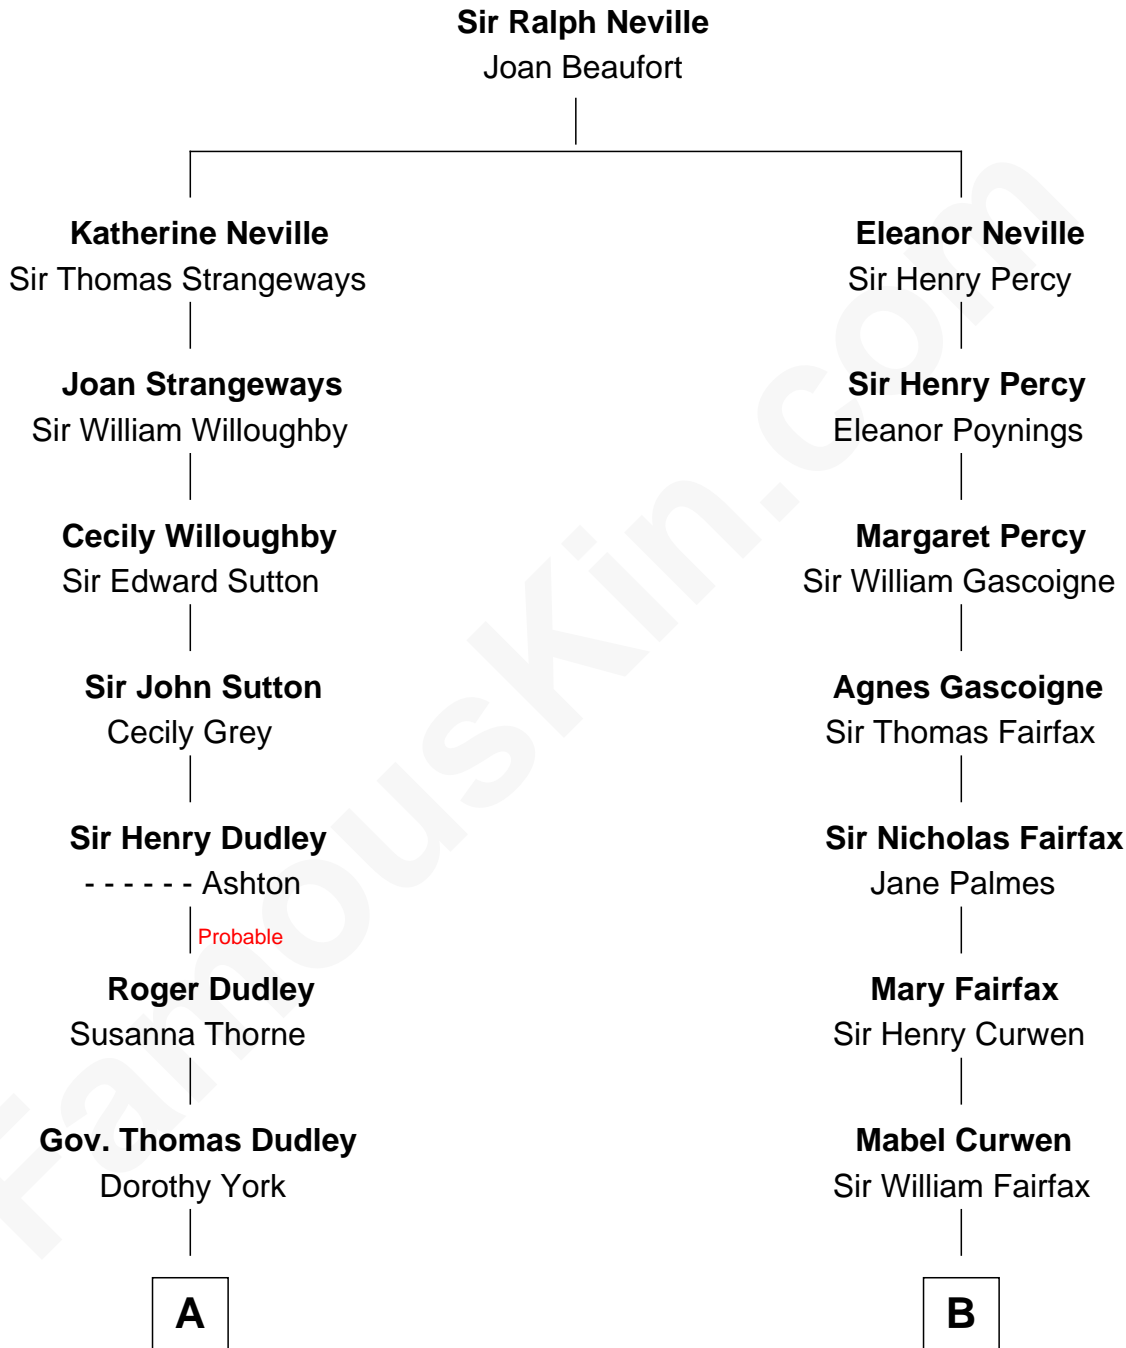 Sir Ralph Neville
Joan Beaufort
Katherine Neville
Sir Thomas Strangeways
Eleanor Neville
Sir Henry Percy
Joan Strangeways
Sir William Willoughby
Sir Henry Percy
Eleanor Poynings
Cecily Willoughby
Sir Edward Sutton
Margaret Percy
Sir William Gascoigne
Sir John Sutton
Cecily Grey
Agnes Gascoigne
Sir Thomas Fairfax
Sir Henry Dudley
- - - - - - Ashton
Probable
Sir Nicholas Fairfax
Jane Palmes
Roger Dudley
Susanna Thorne
Mary Fairfax
Sir Henry Curwen
Gov. Thomas Dudley
Dorothy York
Mabel Curwen
Sir William Fairfax
A
B
FamousKin.com